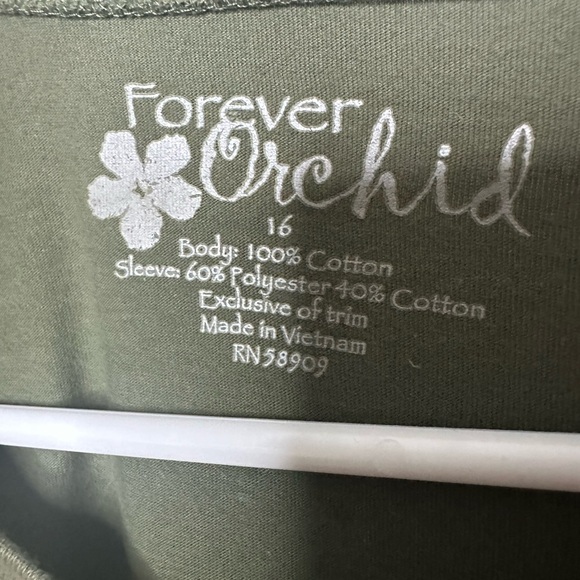 Forever
Orchid
16
Body: 100% Cotton
Sleeve: 60% Polyester 40% Cotton
Exclusive of trim
Made in Vietnam
RN58909